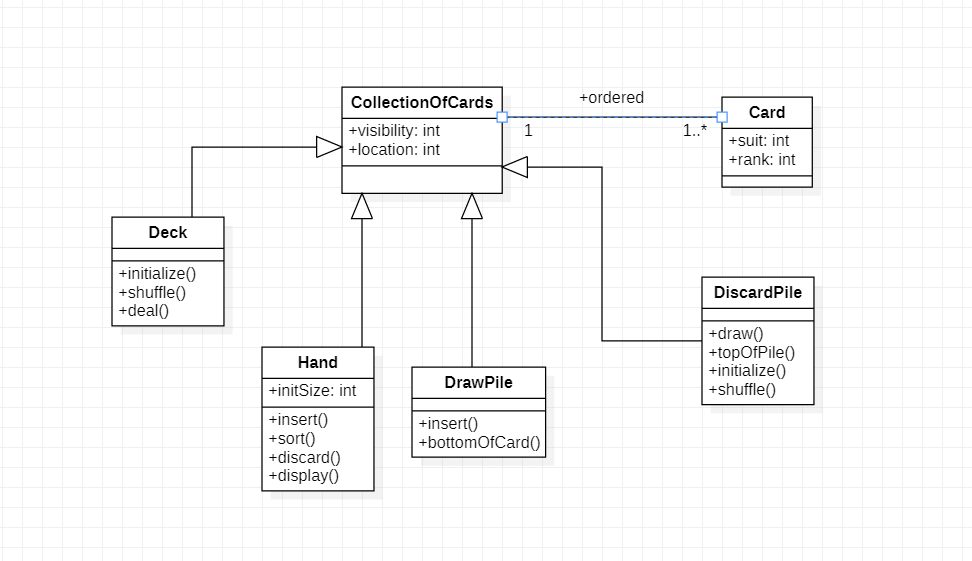 CollectionOfCards
+visibility: int
+location: int
+ordered
1
1..*
Card
+suit: int
+rank: int
Deck
+initialize()
+shuffle()
+deal()
Hand
+initSize: int
+insert()
+sort()
+discard()
+display()
DrawPile
+insert()
+bottomOfCard()
DiscardPile
+draw()
+topOfPile()
+initialize()
+shuffle()